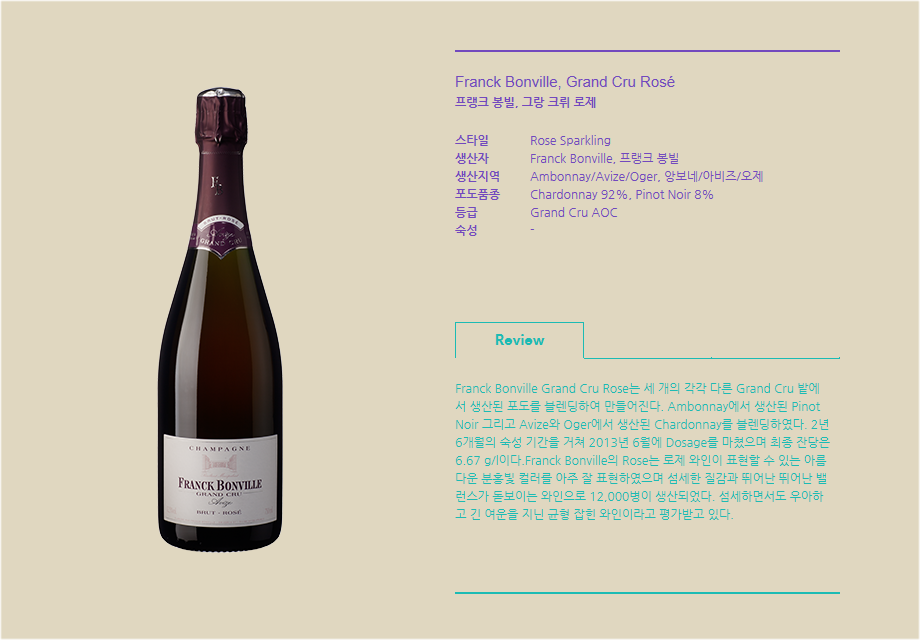 Franck Bonville, Grand Cru Rosé
프랭크 봉빌, 그랑 크뤼 로제
스타일 Rose Sparkling
생산자 Franck Bonville, 프랭크 봉빌
생산지역 Ambonnay/Avize/Oger, 앙보네/아비즈/오제
포도품종 Chardonnay 92%, Pinot Noir 8%
등급 Grand Cru AOC
숙성 -
Review
Franck Bonville Grand Cru Rose는 세 개의 각각 다른 Grand Cru 밭에
서 생산된 포도를 블렌딩하여 만들어진다. Ambonnay에서 생산된 Pinot
Noir 그리고 Avize와 Oger에서 생산된 Chardonnay를 블렌딩하였다. 2년
6개월의 숙성 기간을 거쳐 2013년 6월에 Dosage를 마쳤으며 최종 잔당은
6.67 g/l이다.Franck Bonville의 Rose는 로제 와인이 표현할 수 있는 아름
다운 분홍빛 컬러를 아주 잘 표현하였으며 섬세한 질감과 뛰어난 뛰어난 밸
런스가 돋보이는 와인으로 12,000병이 생산되었다. 섬세하면서도 우아하
고 긴 여운을 지닌 균형 잡힌 와인이라고 평가받고 있다.
BRUT-ROSÉ
GRAND CRU
CHAMPAGNE
FRANCK BONVILLE
GRAND CRU
Avize
BRUT - ROSÉ